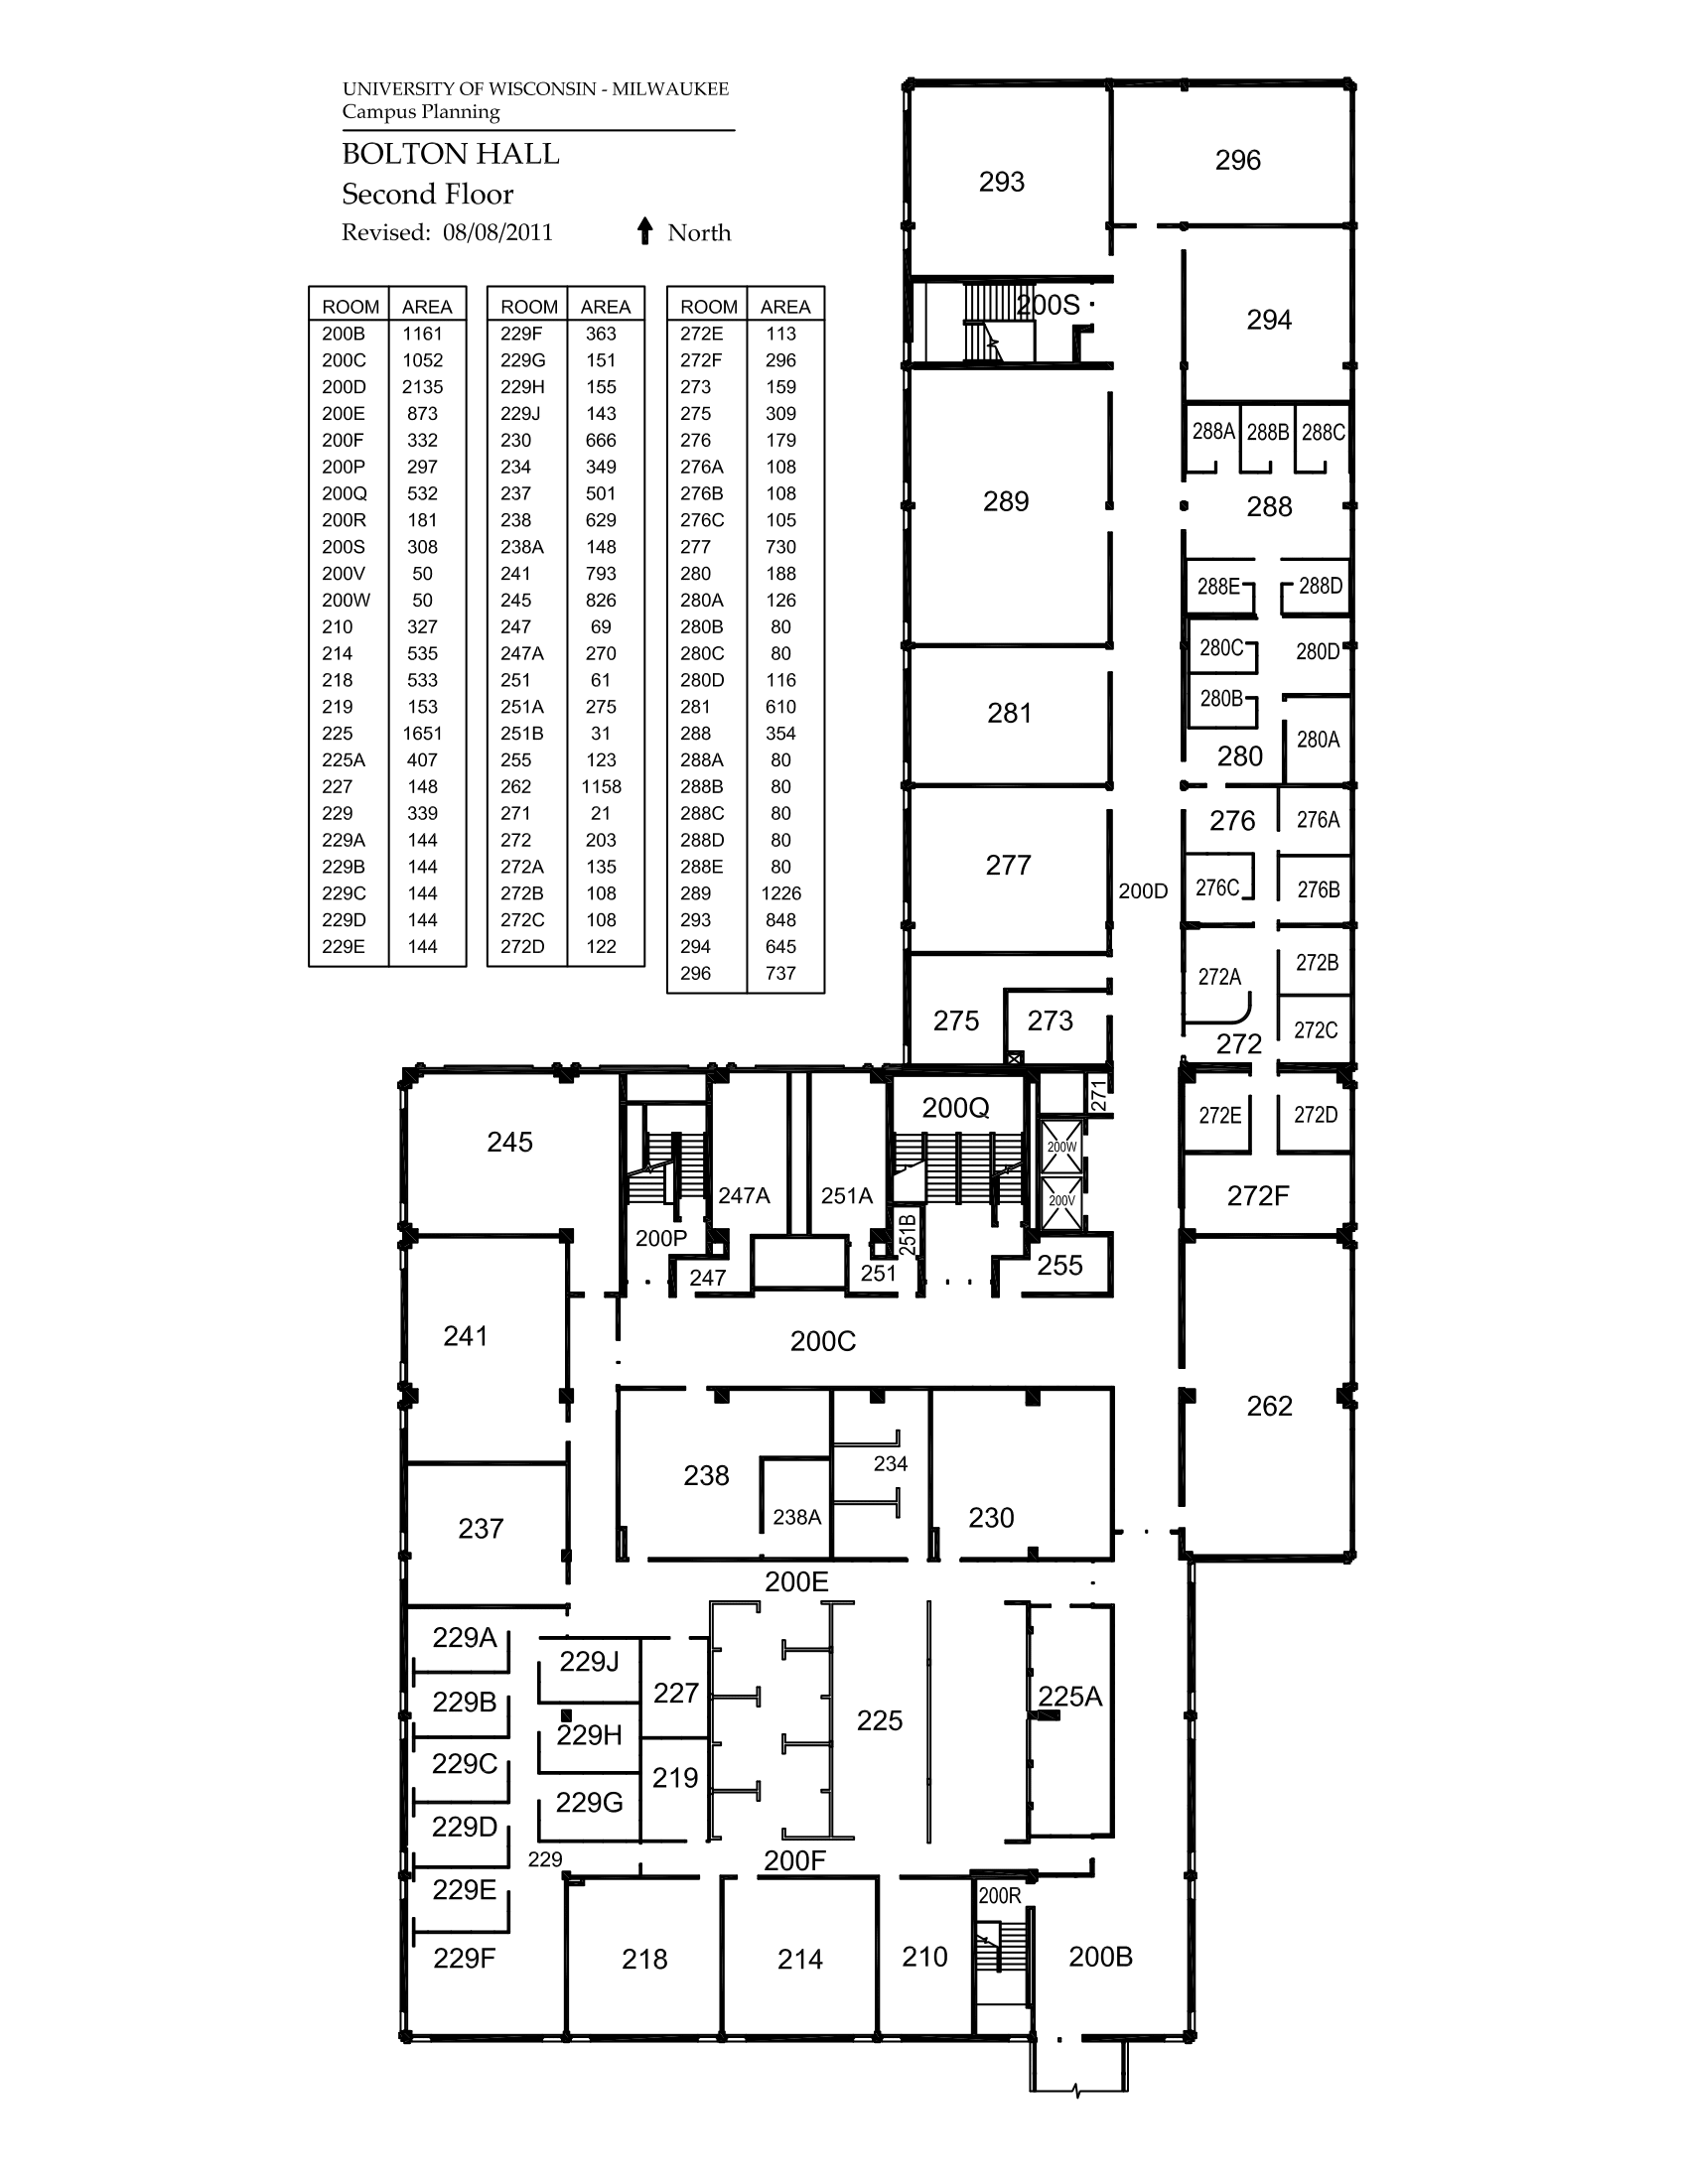 UNIVERSITY OF WISCONSIN - MILWAUKEE
Campus Planning
BOLTON HALL
Second Floor
Revised: 08/08/2011 North
ROOM AREA
200B 1161
200C 1052
200D 2135
200E 873
200F 332
200P 297
200Q 532
200R 181
200S 308
200V 50
200W 50
210 327
214 535
218 533
219 153
225 1651
225A 407
227 148
229 339
229A 144
229B 144
229C 144
229D 144
229E 144
ROOM AREA
229F 363
229G 151
229H 155
229J 143
230 666
234 349
237 501
238 629
238A 148
241 793
245 826
247 69
247A 270
251 61
251A 275
251B 31
255 123
262 1158
271 21
272 203
272A 135
272B 108
272C 108
272D 122
ROOM AREA
272E 113
272F 296
273 159
275 309
276 179
276A 108
276B 108
276C 105
277 730
280 188
280A 126
280B 80
280C 80
280D 116
281 610
288 354
288A 80
288B 80
288C 80
288D 80
288E 80
289 1226
293 848
294 645
296 737
296
293
200S
294
288A 288B 288C
289
288
288E 288D
280C 280D
280B
281
280A
280
276 276A
277
276C 276B
200D
272B
272A
275 273
272C
272
271
200Q
272E 272D
245
200W
247A 251A
272F
200V
251B
200P
255
247 251
241
200C
262
234
238
238A
230
237
200E
229A
229J
227
225A
229B
225
229H
229C
219
229G
229D
229
200F
229E
200R
229F
218 214 210 200B